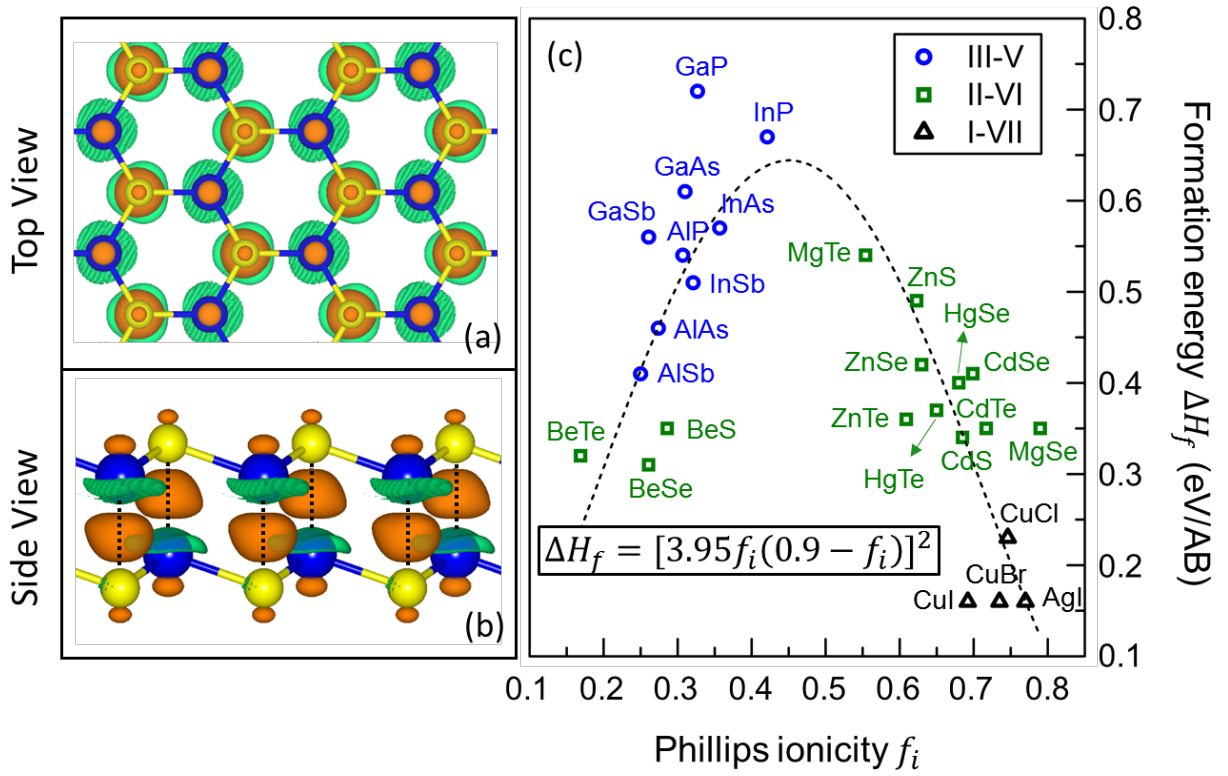 Top View
(a)
Side View
(b)
(c)
III-V
II-VI
I-VII
GaP
InP
GaAs
InAs
GaSb
AlP
InSb
AlAs
AlSb
MgTe
ZnS
HgSe
ZnSe
CdSe
ZnTe
CdTe
CdS
HgTe
MgSe
BeTe
BeS
BeSe
CuCl
CuBr
CuI
AgI
ΔH_f = [3.95f_i(0.9 − f_i)]²
0.8
0.7
0.6
0.5
0.4
0.3
0.2
0.1
Formation energy ΔH_f (eV/AB)
0.1 0.2 0.3 0.4 0.5 0.6 0.7 0.8
Phillips ionicity f_i